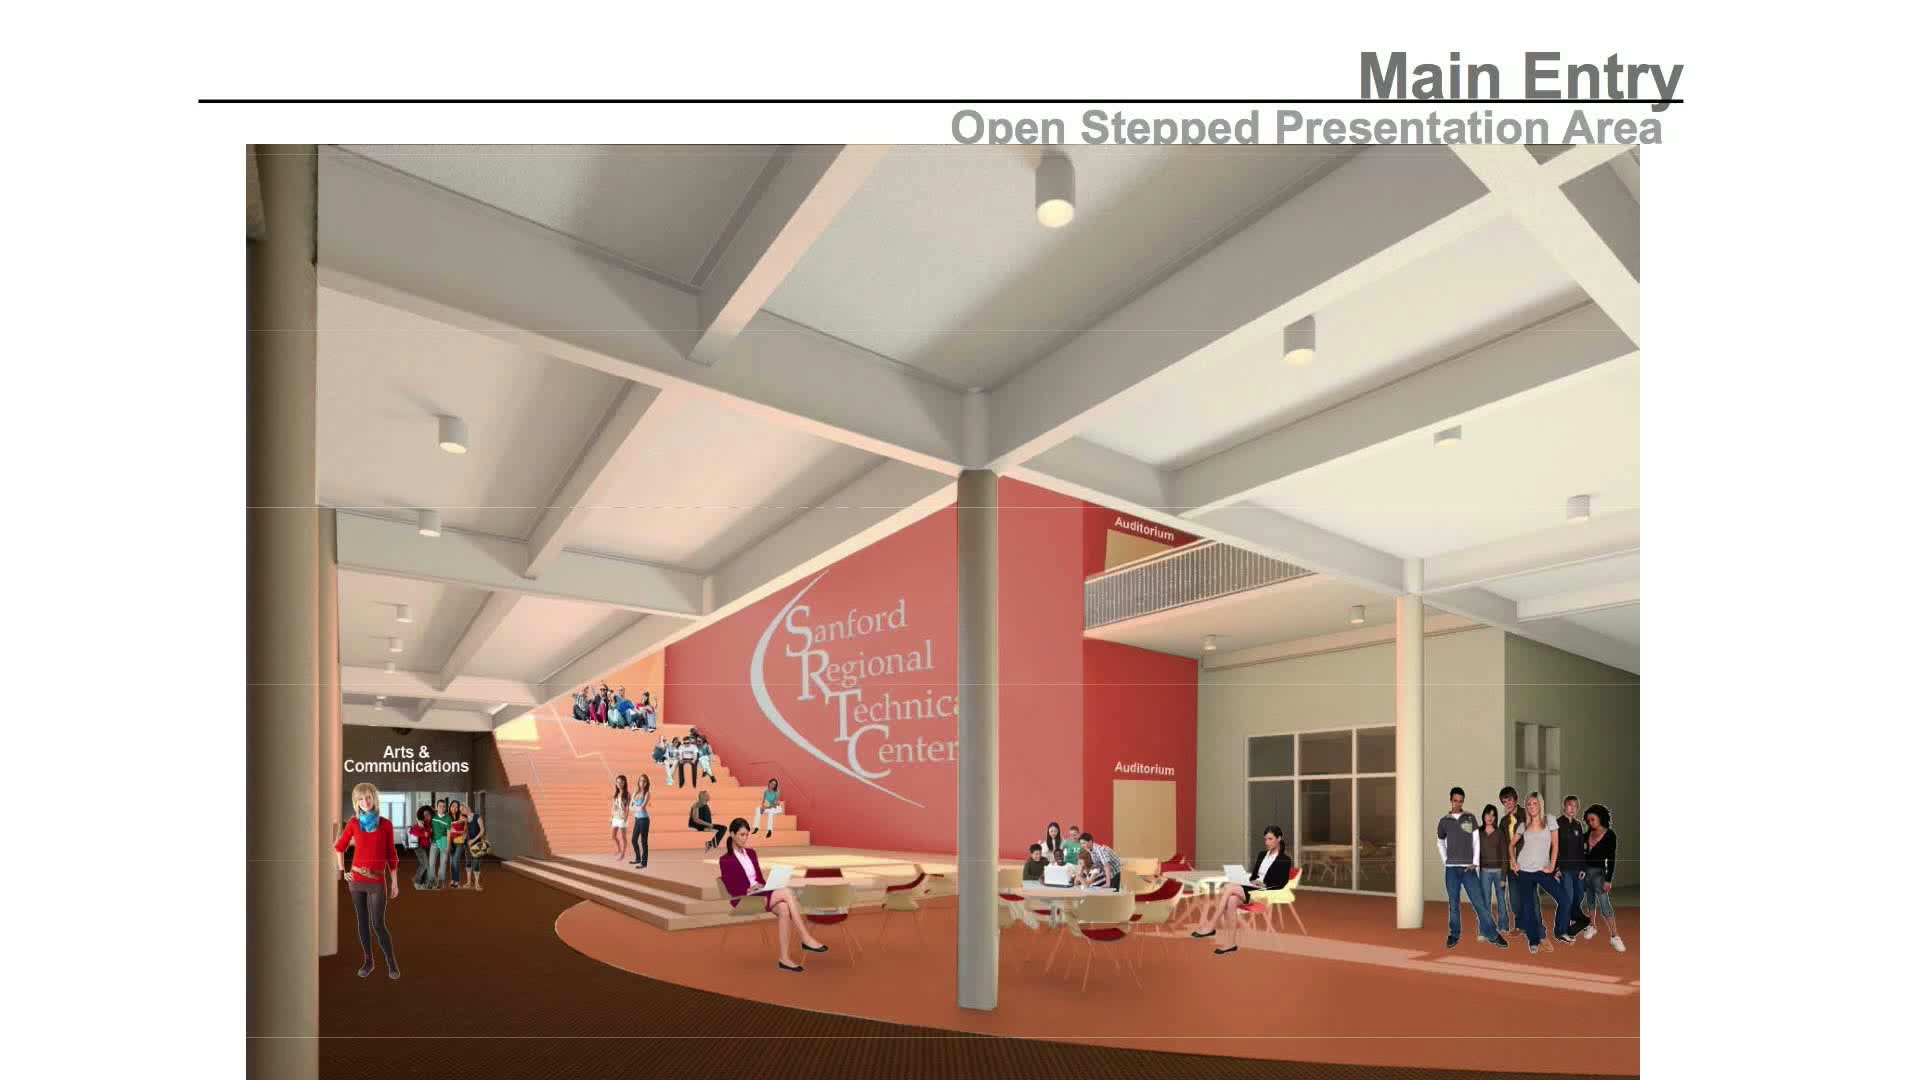 Main Entry
Open Stepped Presentation Area
Auditorium
Sanford
Regional
Technica
Center
Arts &
Communications
Auditorium